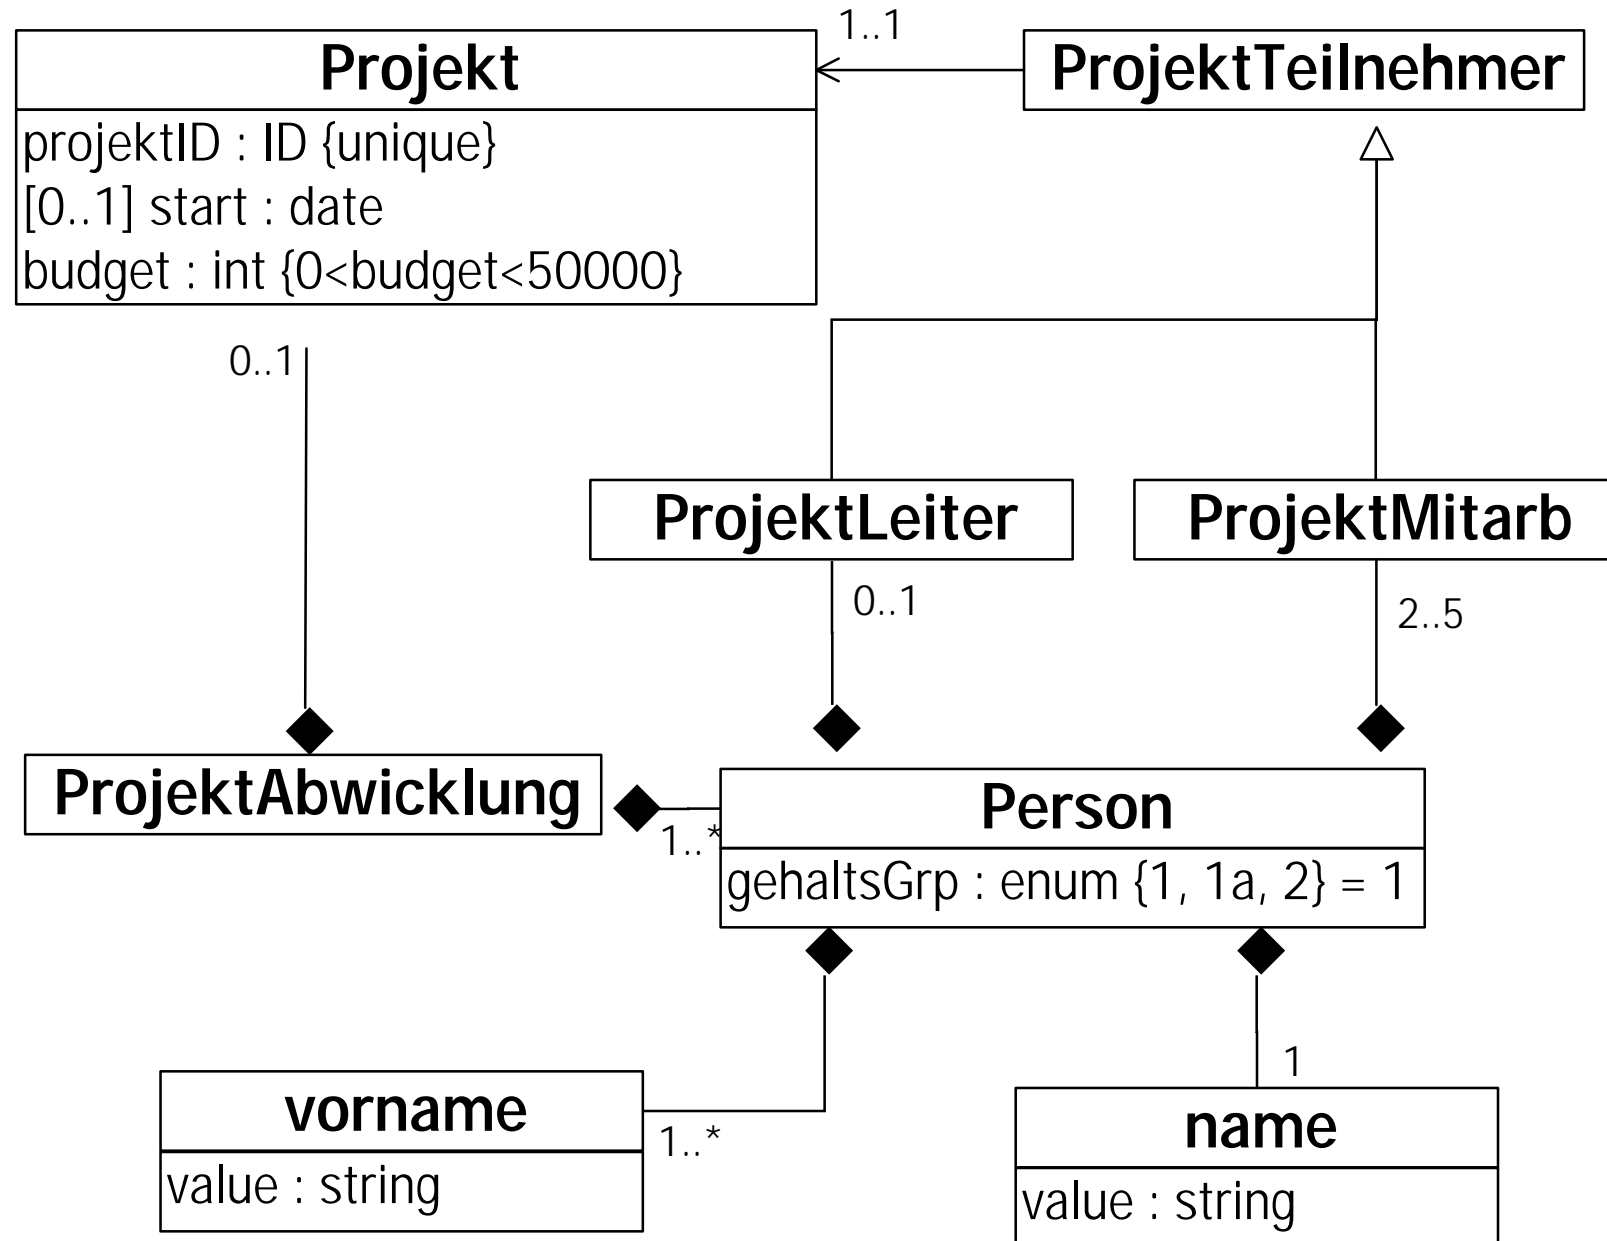 1..1
Projekt
ProjektTeilnehmer
projektID : ID {unique}
[0..1] start : date
budget : int {0<budget<50000}
0..1
ProjektLeiter
ProjektMitarb
0..1
2..5
ProjektAbwicklung
Person
1..*
gehaltsGrp : enum {1, 1a, 2} = 1
1
vorname
name
1..*
value : string
value : string